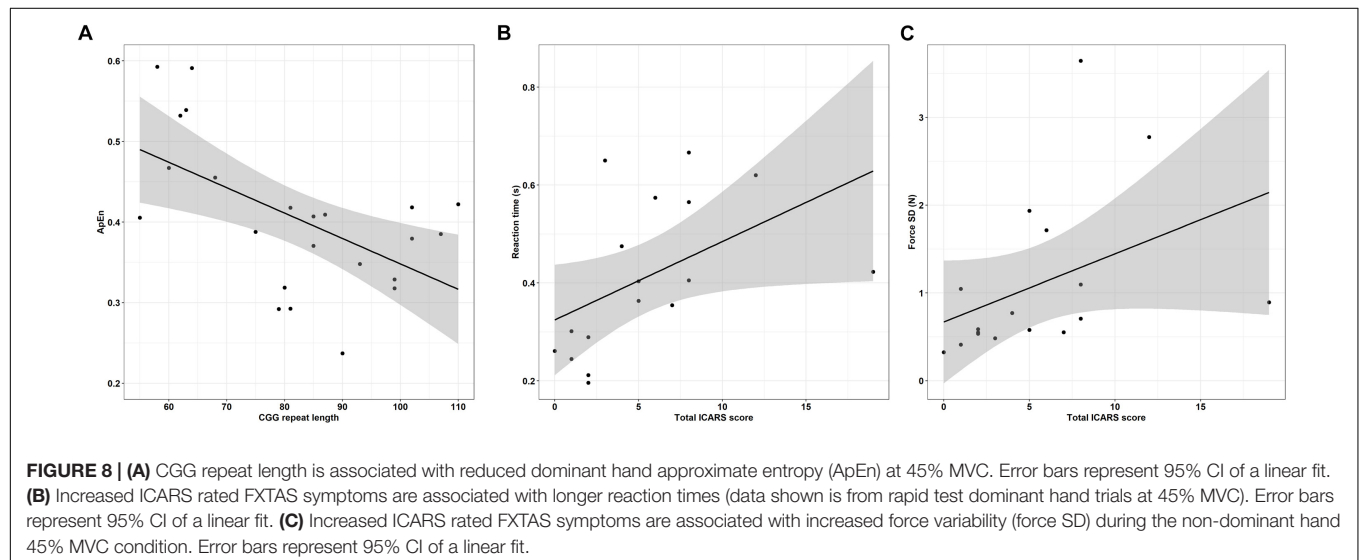 A
B
C
0.6
0.5
0.4
0.3
0.2
ApEn
60
70
80
90
100
110
CGG repeat length
0.8
0.6
0.4
0.2
Reaction time (s)
0
5
10
15
Total ICARS score
3
2
1
0
Force SD (N)
0
5
10
15
Total ICARS score
FIGURE 8 | (A) CGG repeat length is associated with reduced dominant hand approximate entropy (ApEn) at 45% MVC. Error bars represent 95% CI of a linear fit.
(B) Increased ICARS rated FXTAS symptoms are associated with longer reaction times (data shown is from rapid test dominant hand trials at 45% MVC). Error bars
represent 95% CI of a linear fit. (C) Increased ICARS rated FXTAS symptoms are associated with increased force variability (force SD) during the non-dominant hand
45% MVC condition. Error bars represent 95% CI of a linear fit.